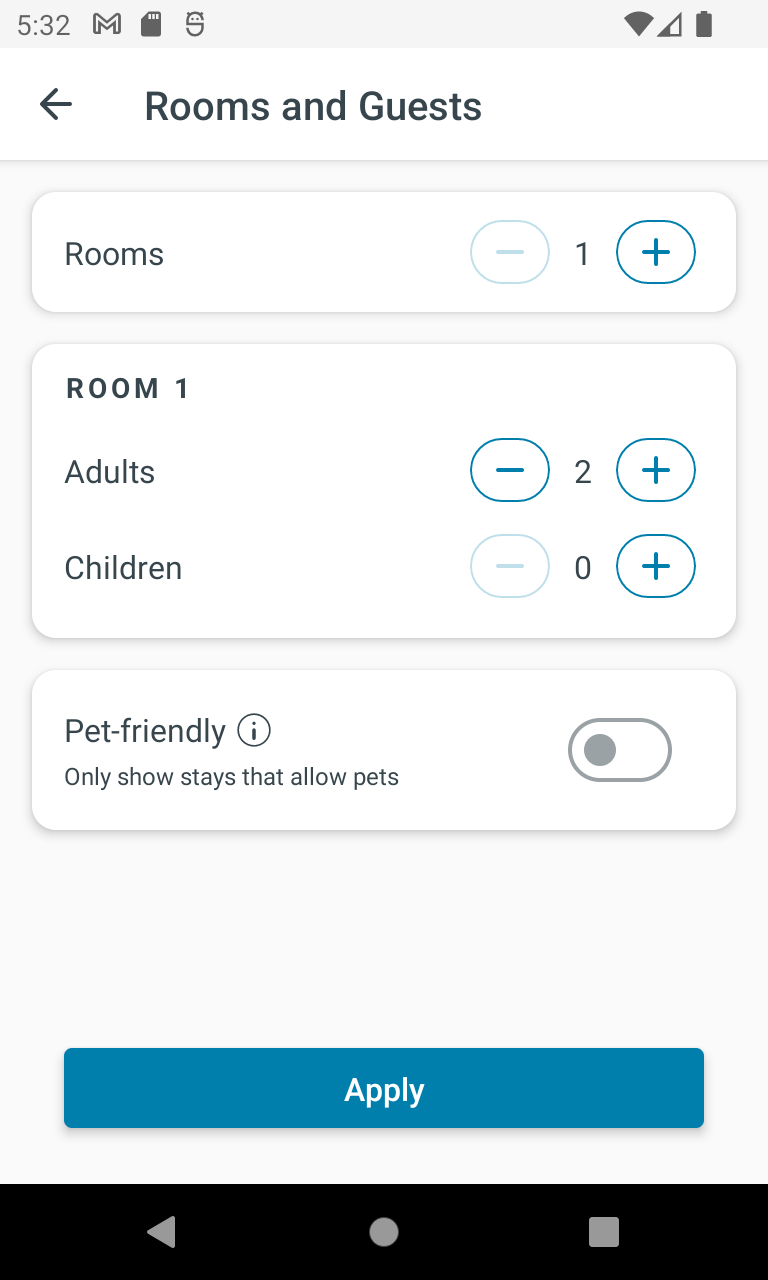 5:32
Rooms and Guests
Rooms 1
ROOM 1
Adults 2
Children 0
Pet-friendly
Only show stays that allow pets
Apply